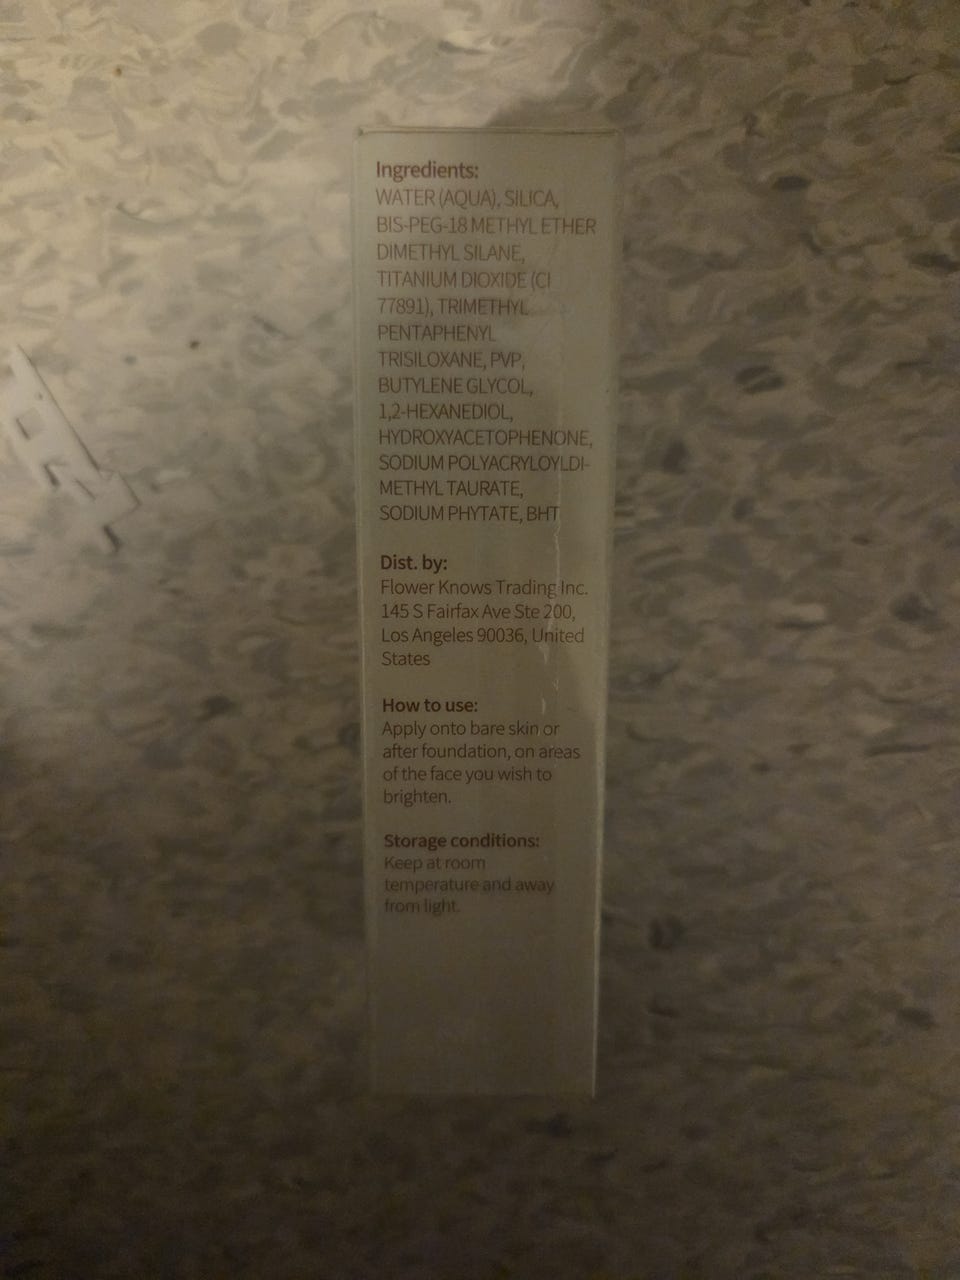 Ingredients:
WATER (AQUA), SILICA,
BIS-PEG-18 METHYL ETHER
DIMETHYL SILANE,
TITANIUM DIOXIDE (CI
77891), TRIMETHYL
PENTAPHENYL
TRISILOXANE, PVP,
BUTYLENE GLYCOL,
1,2-HEXANEDIOL,
HYDROXYACETOPHENONE,
SODIUM POLYACRYLOYLDI-
METHYL TAURATE,
SODIUM PHYTATE, BHT
Dist. by:
Flower Knows Trading Inc.
145 S Fairfax Ave Ste 200,
Los Angeles 90036, United
States
How to use:
Apply onto bare skin or
after foundation, on areas
of the face you wish to
brighten.
Storage conditions:
Keep at room
temperature and away
from light.